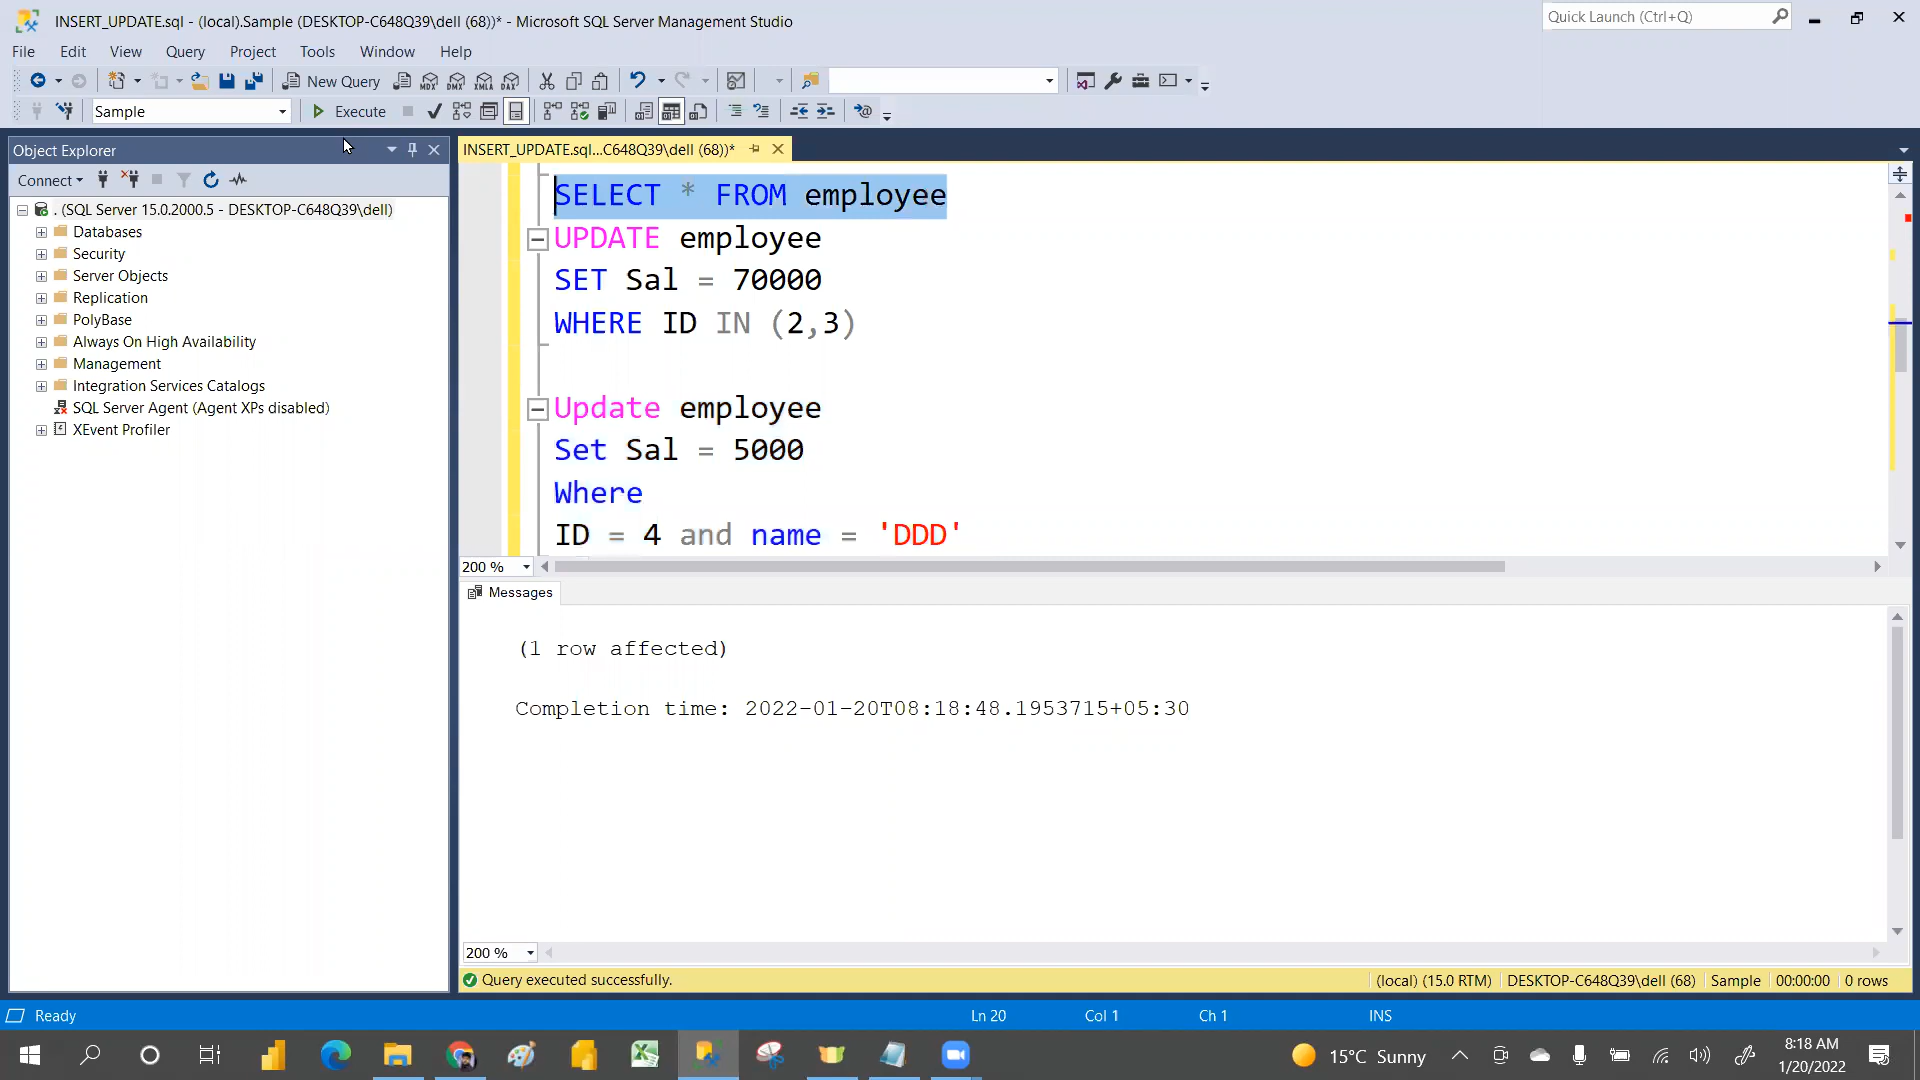 INSERT_UPDATE.sql - (local).Sample (DESKTOP-C648Q39\dell (68))* - Microsoft SQL Server Management Studio
Quick Launch (Ctrl+Q)
File Edit View Query Project Tools Window Help
New Query MDX DMX XMLA DAX
Sample Execute
Object Explorer
INSERT_UPDATE.sql...C648Q39\dell (68))*
Connect
. (SQL Server 15.0.2000.5 - DESKTOP-C648Q39\dell)
Databases
Security
Server Objects
Replication
PolyBase
Always On High Availability
Management
Integration Services Catalogs
SQL Server Agent (Agent XPs disabled)
XEvent Profiler
SELECT * FROM employee
UPDATE employee
SET Sal = 70000
WHERE ID IN (2,3)
Update employee
Set Sal = 5000
Where
ID = 4 and name = 'DDD'
200 %
Messages
(1 row affected)
Completion time: 2022-01-20T08:18:48.1953715+05:30
200 %
Query executed successfully.
(local) (15.0 RTM) DESKTOP-C648Q39\dell (68) Sample 00:00:00 0 rows
Ready Ln 20 Col 1 Ch 1 INS
15°C Sunny
8:18 AM
1/20/2022